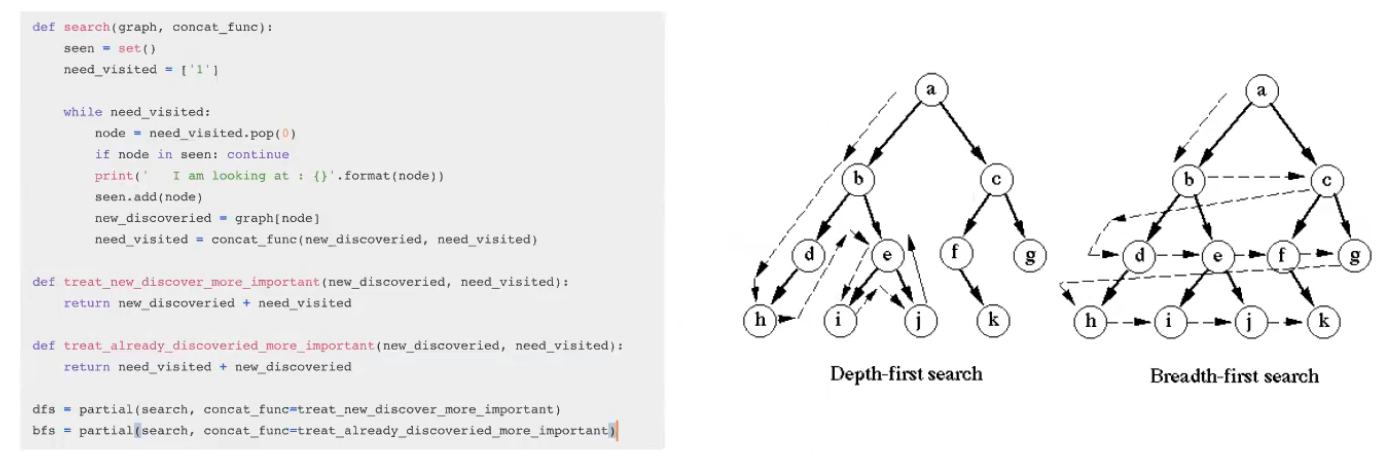 def search(graph, concat_func):
    seen = set()
    need_visited = ['1']
    while need_visited:
        node = need_visited.pop(0)
        if node in seen: continue
        print('   I am looking at : {}'.format(node))
        seen.add(node)
        new_discoveried = graph[node]
        need_visited = concat_func(new_discoveried, need_visited)
def treat_new_discover_more_important(new_discoveried, need_visited):
    return new_discoveried + need_visited
def treat_already_discoveried_more_important(new_discoveried, need_visited):
    return need_visited + new_discoveried
dfs = partial(search, concat_func=treat_new_discover_more_important)
bfs = partial(search, concat_func=treat_already_discoveried_more_important)
a
b c
d e f g
h i j k
Depth-first search
a
b c
d e f g
h i j k
Breadth-first search